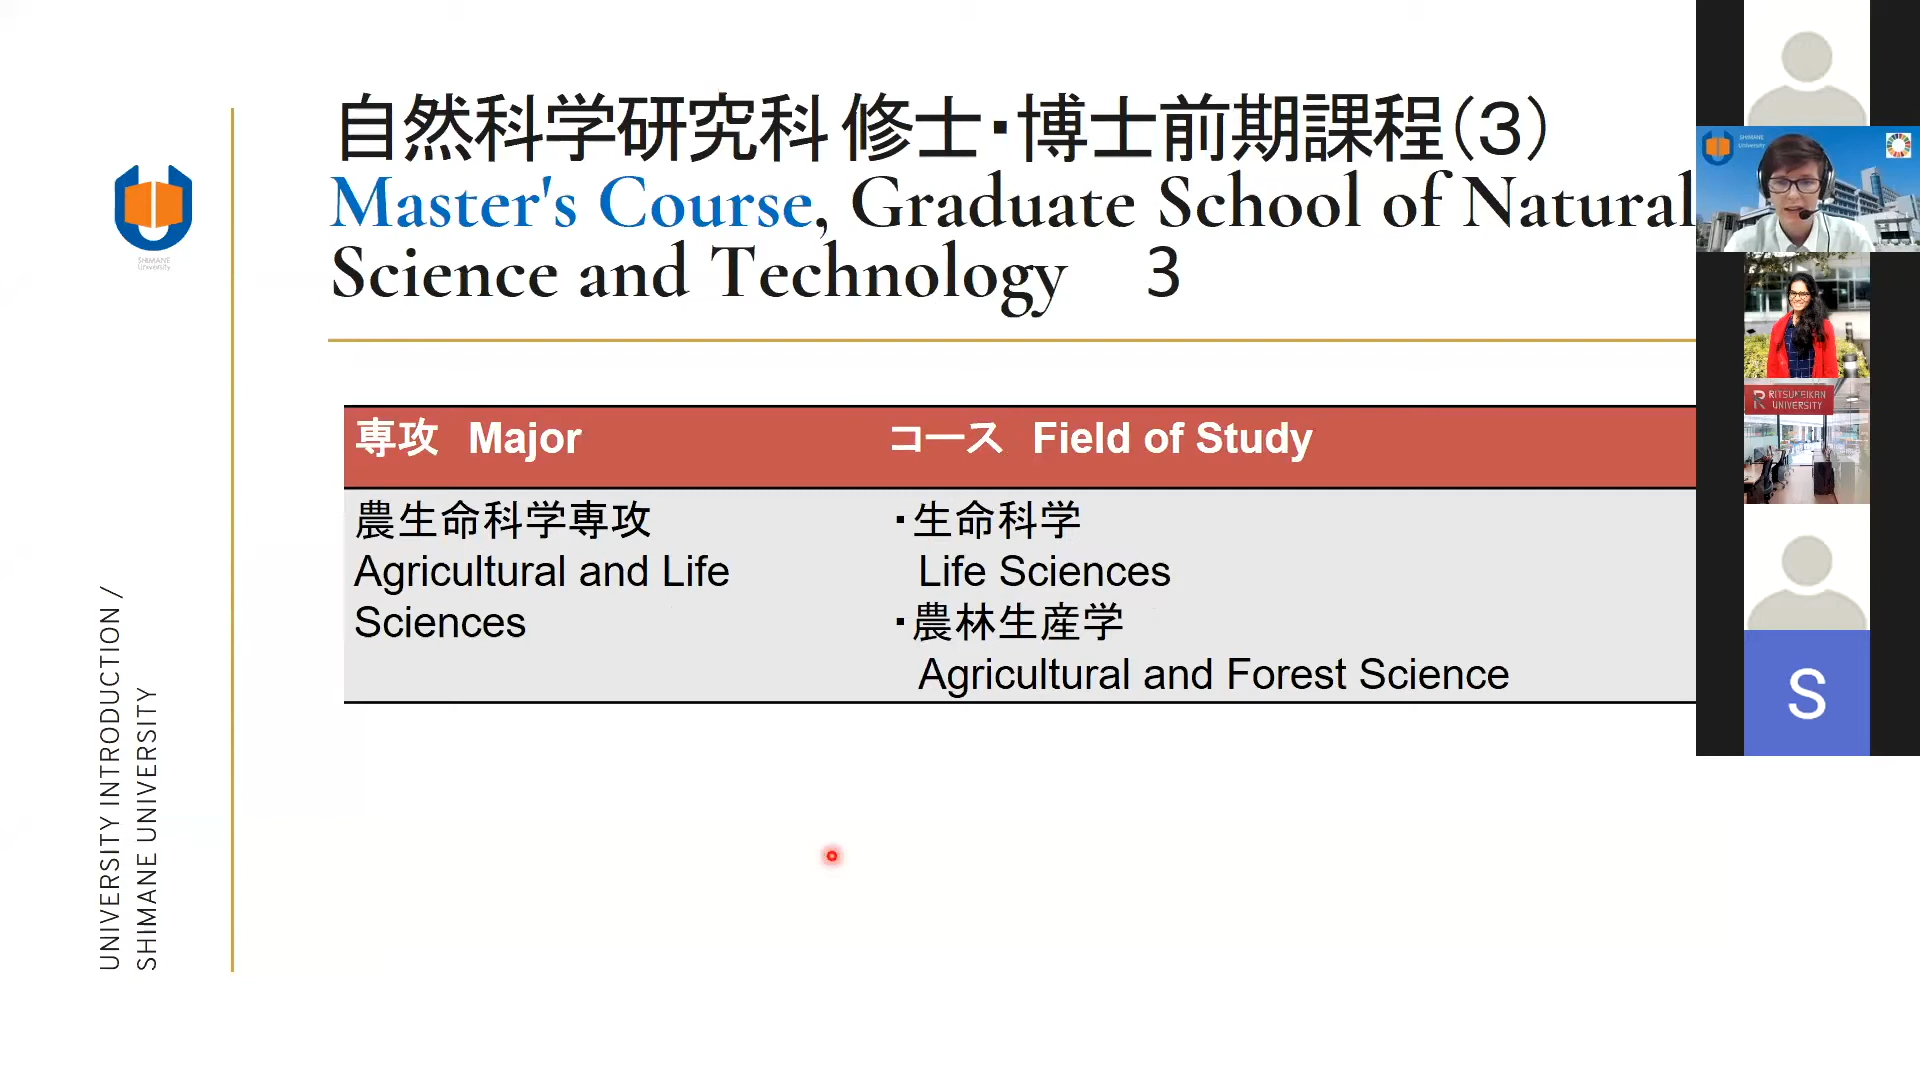 自然科学研究科 修士・博士前期課程(3)
Master's Course, Graduate School of Natural
Science and Technology 3
専攻 Major
コース Field of Study
農生命科学専攻
Agricultural and Life
Sciences
・生命科学
Life Sciences
・農林生産学
Agricultural and Forest Science
SHIMANE
University
UNIVERSITY INTRODUCTION /
SHIMANE UNIVERSITY
SHIMANE
University
RITSUMEIKAN
UNIVERSITY
S